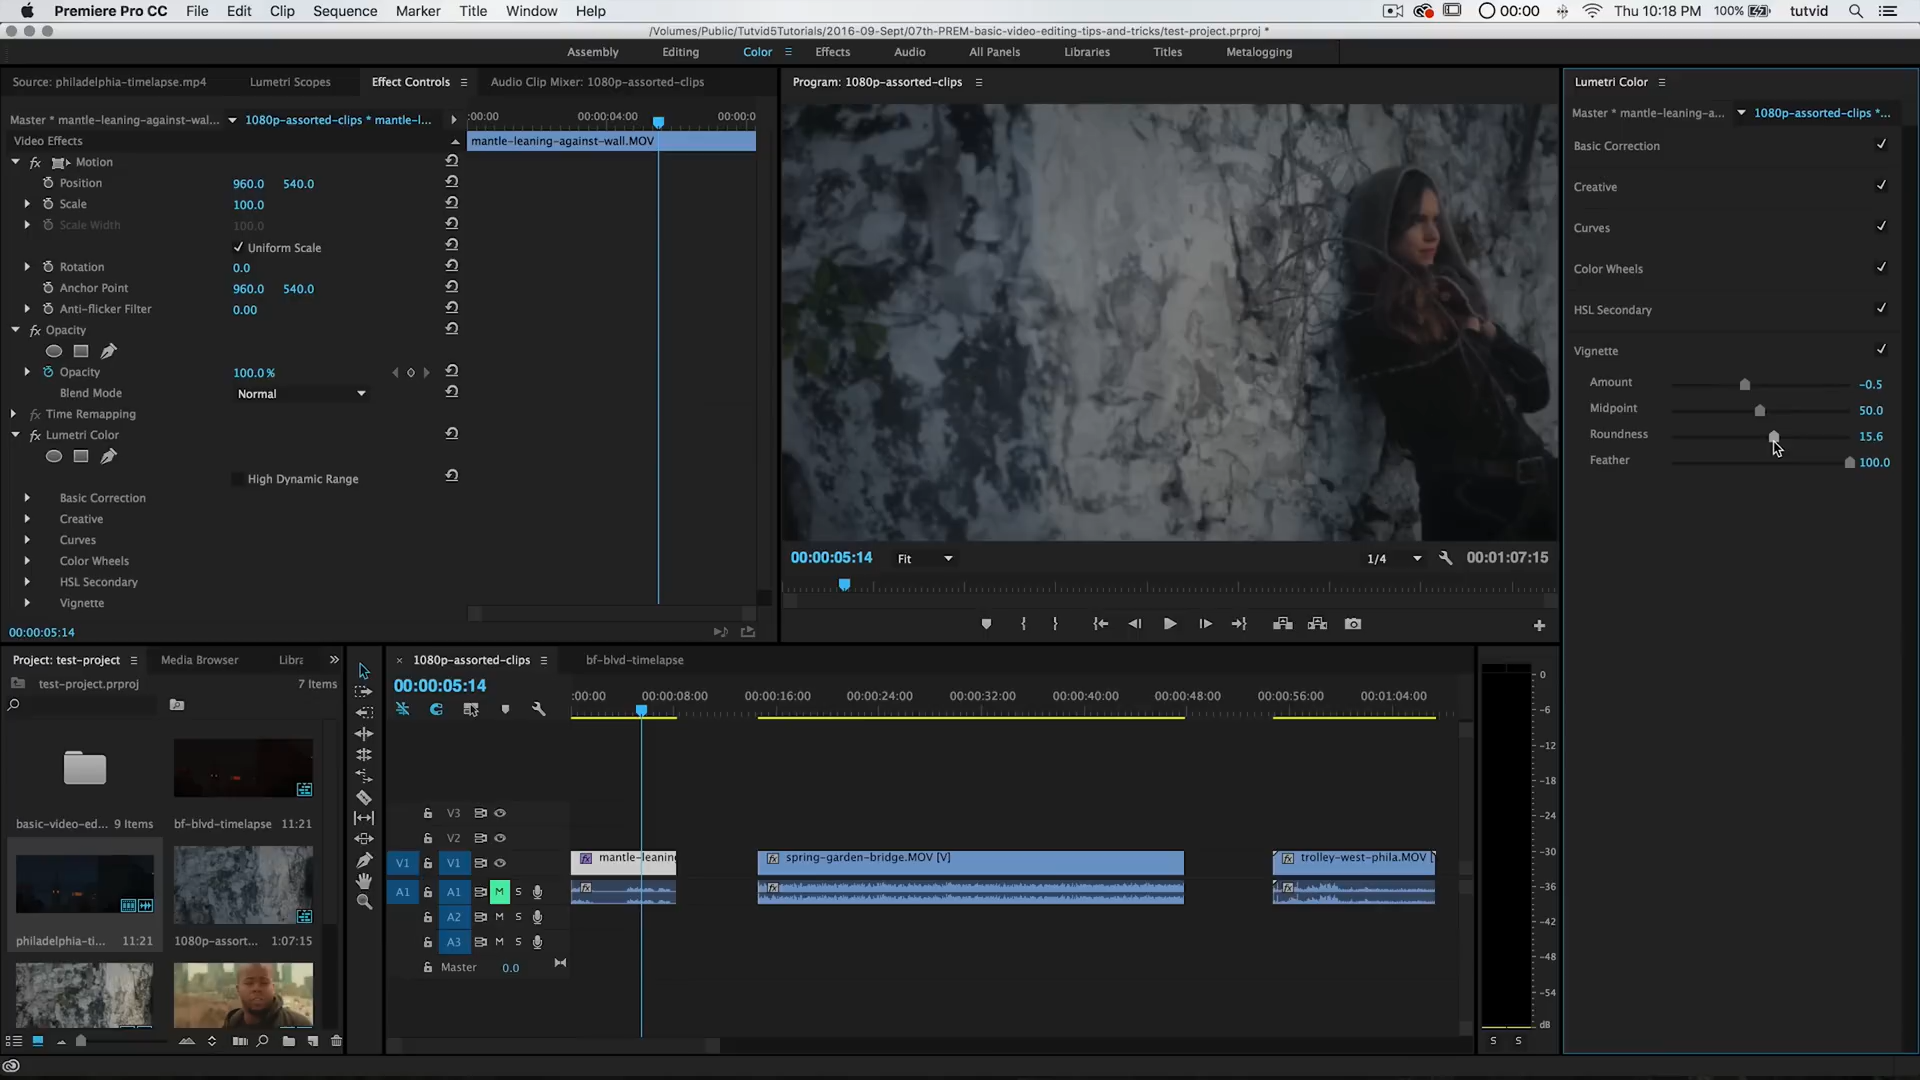 Premiere Pro CC File Edit Clip Sequence Marker Title Window Help 00:00 Thu 10:18 PM 100% tutvid
/Volumes/Public/Tutvid5Tutorials/2016-09-Sept/07th-PREM-basic-video-editing-tips-and-tricks/test-project.prproj *
Assembly Editing Color Effects Audio All Panels Libraries Titles Metalogging
Source: philadelphia-timelapse.mp4 Lumetri Scopes Effect Controls Audio Clip Mixer: 1080p-assorted-clips
Master * mantle-leaning-against-wal... 1080p-assorted-clips * mantle-l...
:00:00 00:00:04:00 00:00:0
Video Effects
mantle-leaning-against-wall.MOV
fx Motion
Position 960.0 540.0
Scale 100.0
Scale Width 100.0
Uniform Scale
Rotation 0.0
Anchor Point 960.0 540.0
Anti-flicker Filter 0.00
fx Opacity
Opacity 100.0 %
Blend Mode Normal
fx Time Remapping
fx Lumetri Color
High Dynamic Range
Basic Correction
Creative
Curves
Color Wheels
HSL Secondary
Vignette
00:00:05:14
Program: 1080p-assorted-clips
00:00:05:14 Fit 1/4 00:01:07:15
Lumetri Color
Master * mantle-leaning-a... 1080p-assorted-clips *...
Basic Correction
Creative
Curves
Color Wheels
HSL Secondary
Vignette
Amount -0.5
Midpoint 50.0
Roundness 15.6
Feather 100.0
Project: test-project Media Browser Libra
test-project.prproj 7 Items
basic-video-ed... 9 Items
bf-blvd-timelapse 11:21
philadelphia-ti... 11:21
1080p-assort... 1:07:15
1080p-assorted-clips bf-blvd-timelapse
00:00:05:14
:00:00 00:00:08:00 00:00:16:00 00:00:24:00 00:00:32:00 00:00:40:00 00:00:48:00 00:00:56:00 00:01:04:00
V3
V2
V1 V1 fx mantle-leaning fx spring-garden-bridge.MOV [V] fx trolley-west-phila.MOV [
A1 A1 M S fx fx fx
A2 M S
A3 M S
Master 0.0
0
-6
-12
-18
-24
-30
-36
-42
-48
-54
dB
S S